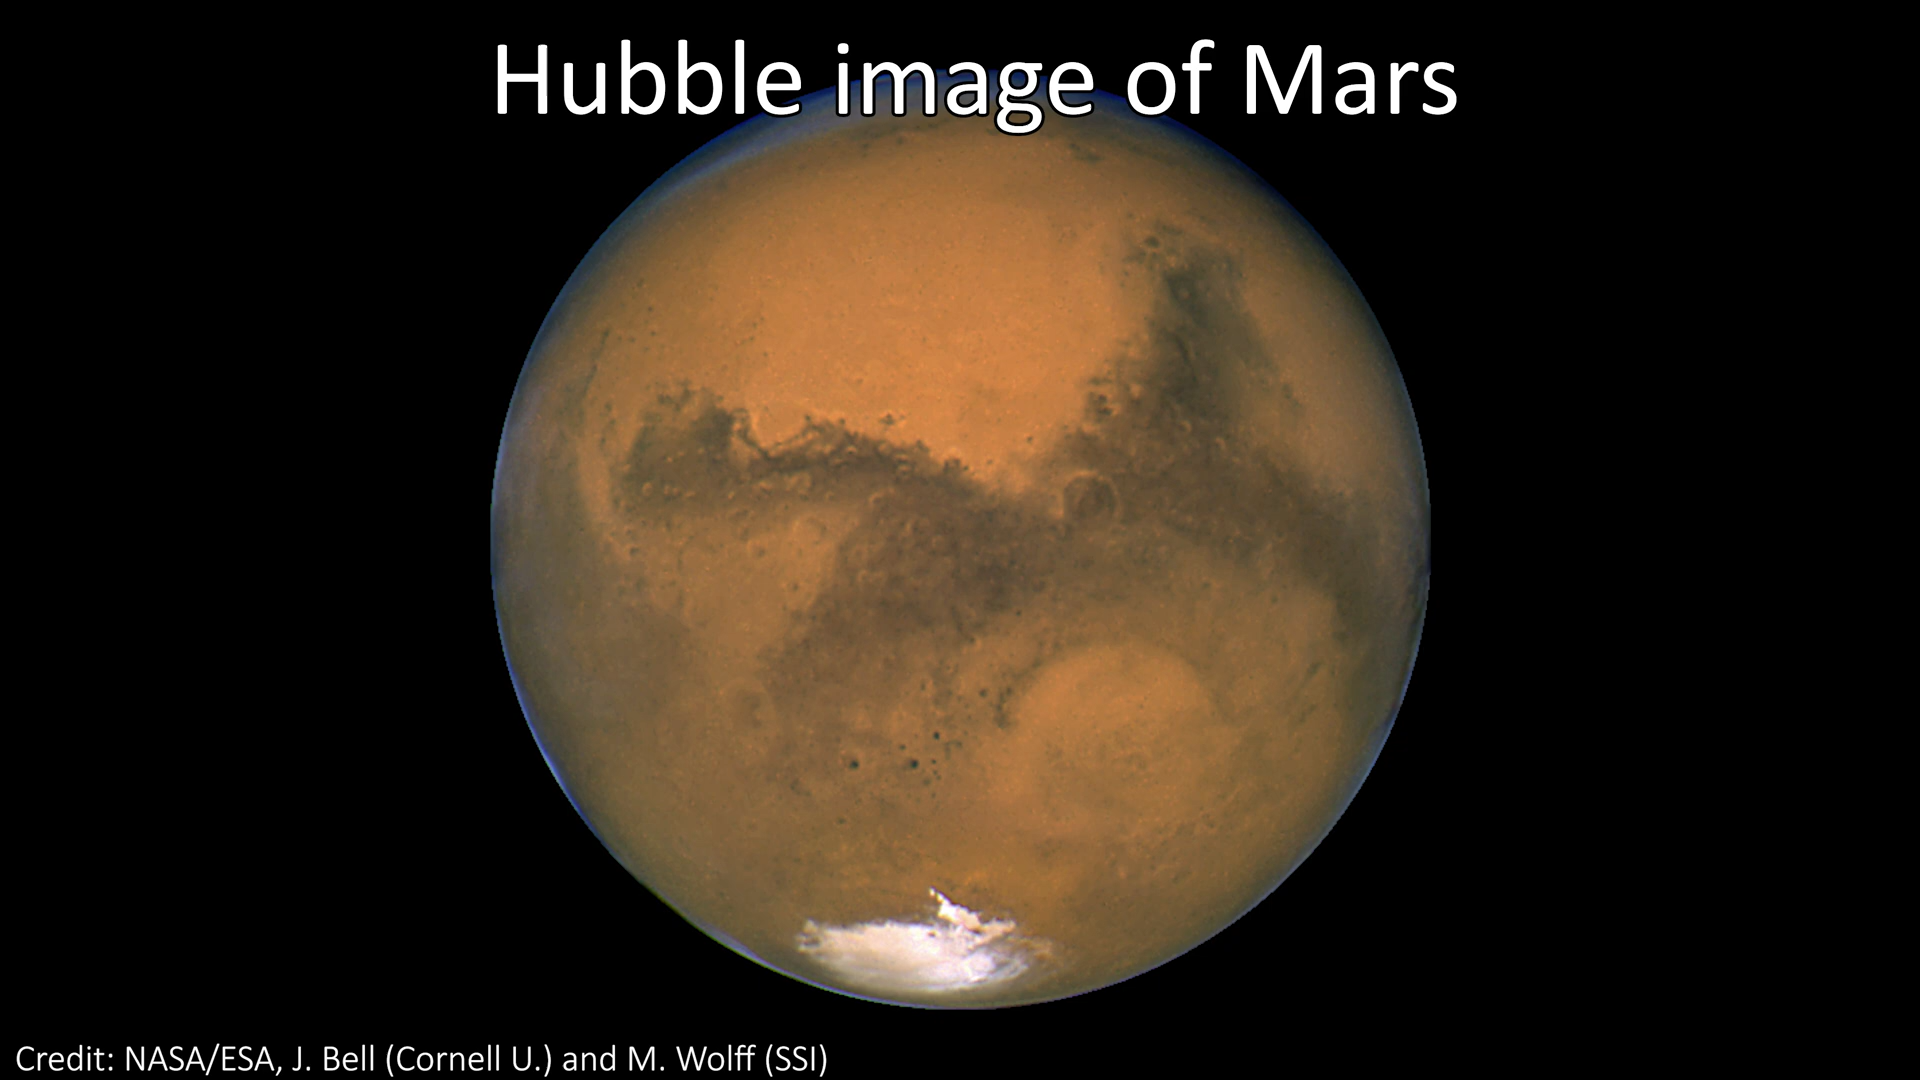 Hubble image of Mars
Credit: NASA/ESA, J. Bell (Cornell U.) and M. Wolff (SSI)